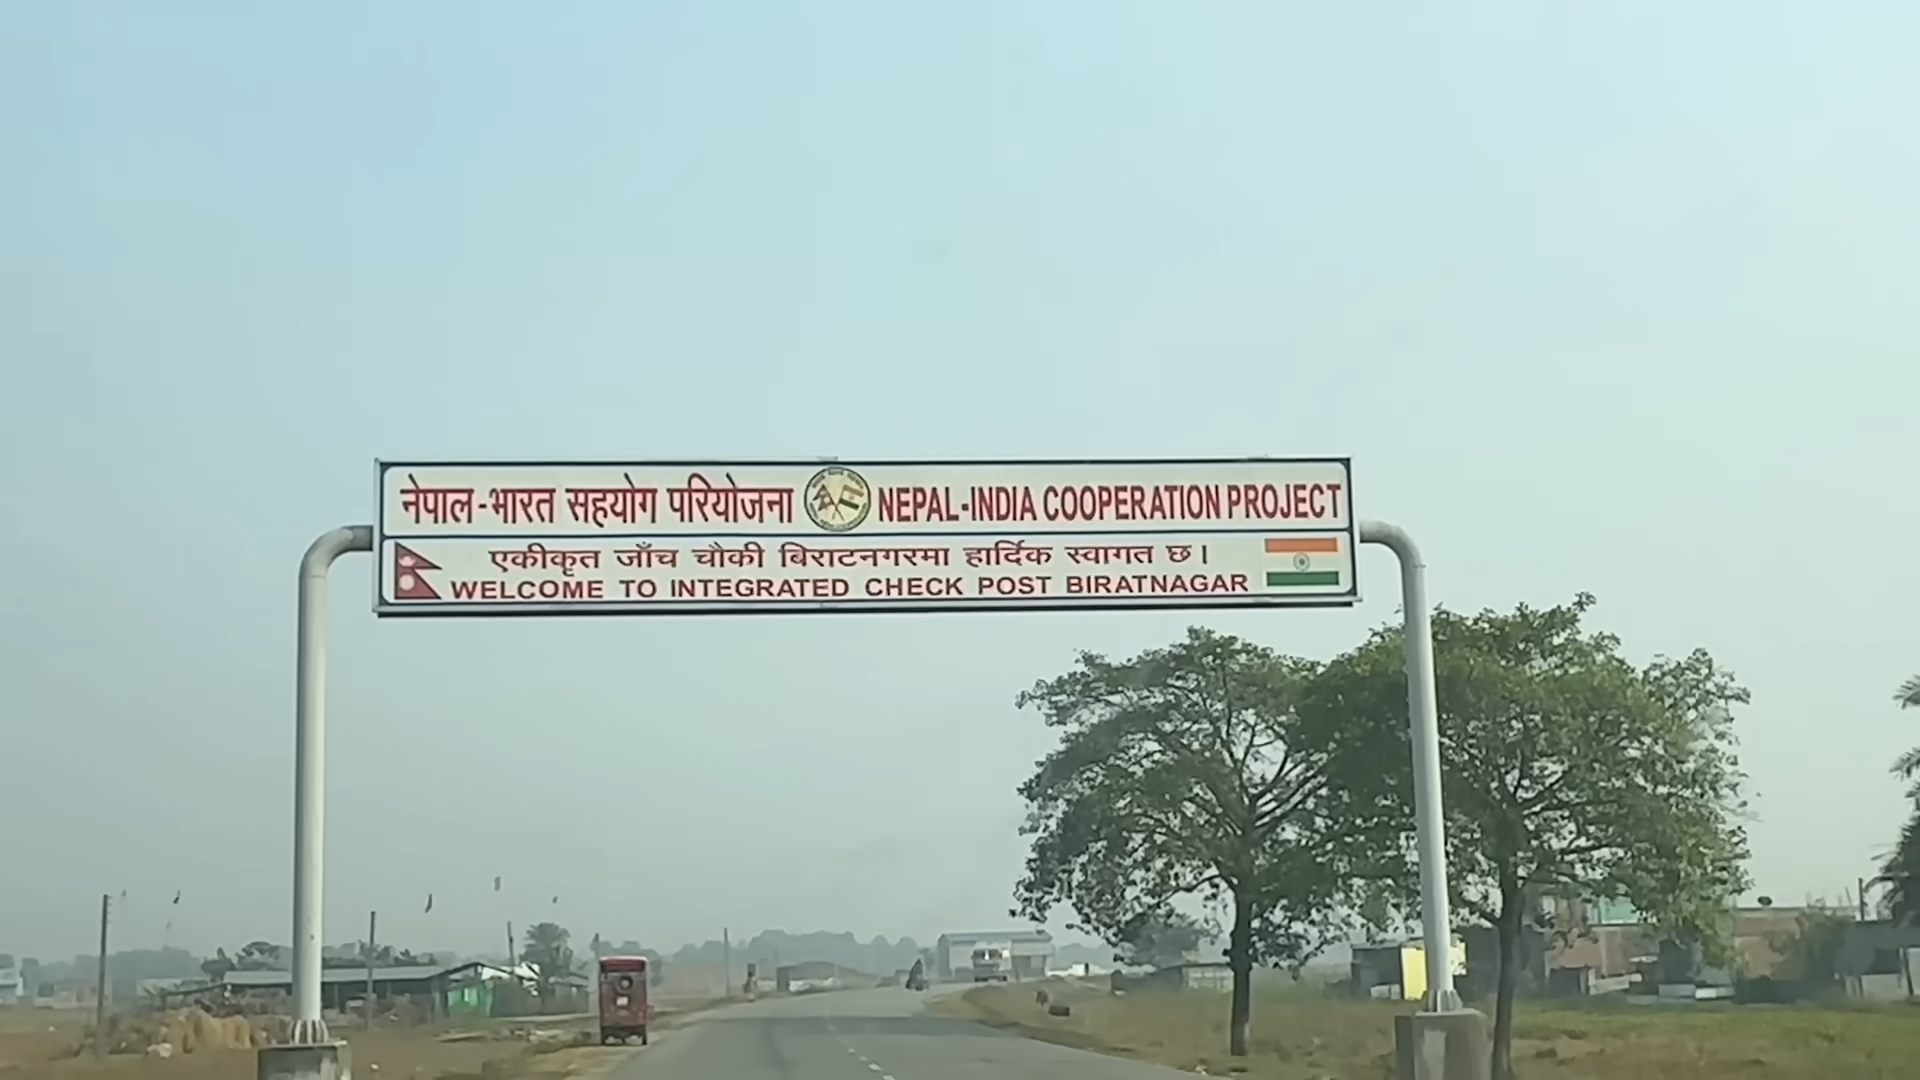 नेपाल-भारत सहयोग परियोजना NEPAL-INDIA COOPERATION PROJECT
एकीकृत जाँच चौकी बिराटनगरमा हार्दिक स्वागत छ।
WELCOME TO INTEGRATED CHECK POST BIRATNAGAR